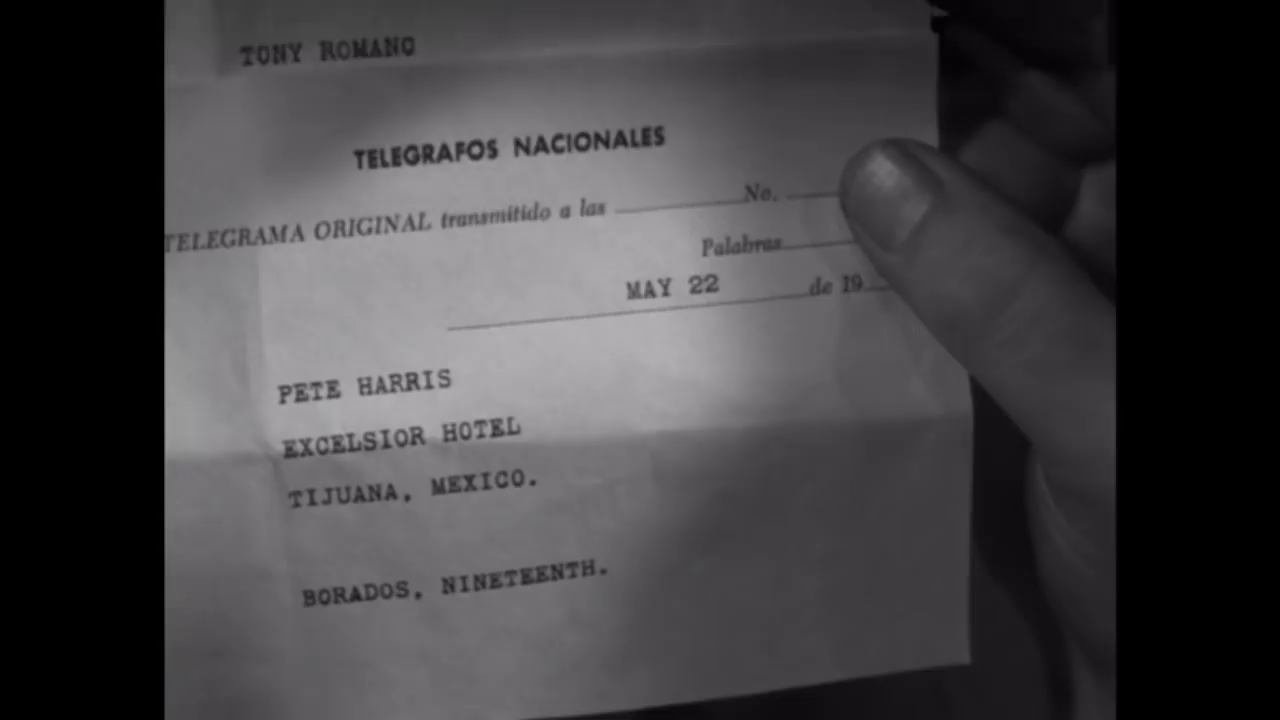 TONY ROMANO
TELEGRAFOS NACIONALES
TELEGRAMA ORIGINAL transmitido a las No.
Palabras
MAY 22 de 19
PETE HARRIS
EXCELSIOR HOTEL
TIJUANA, MEXICO.
BORADOS, NINETEENTH.